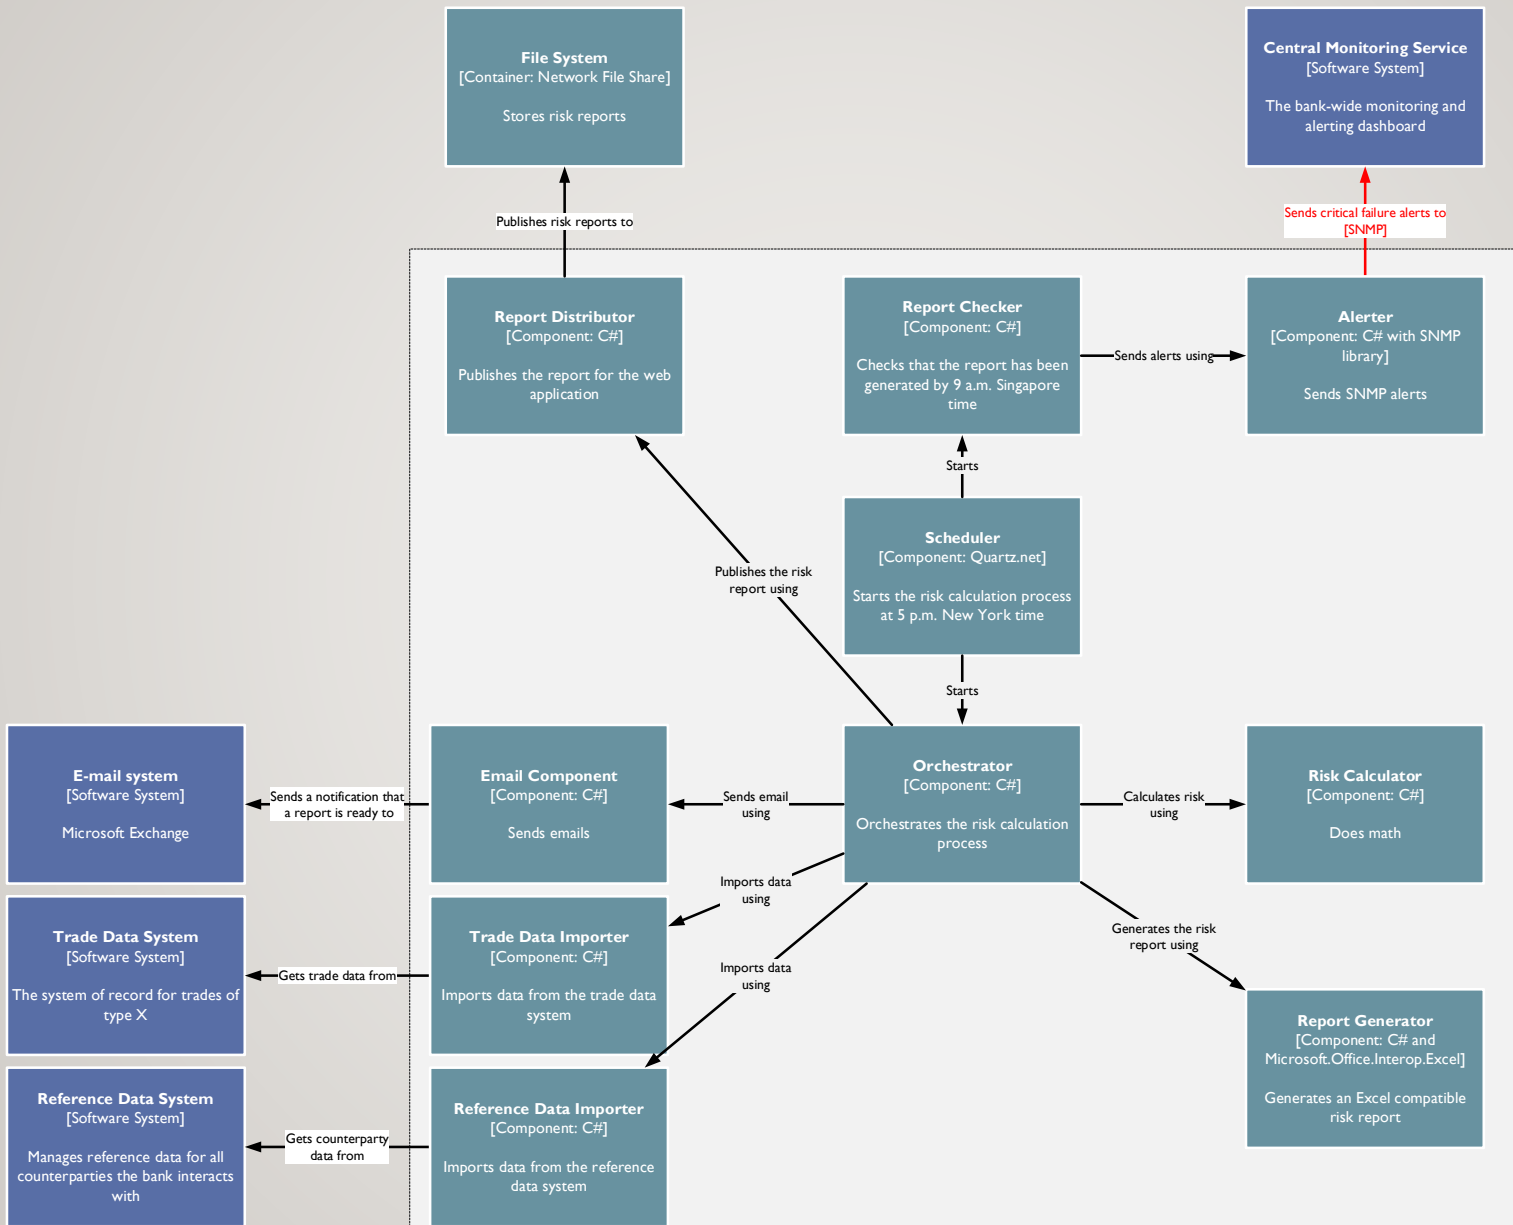 File System
[Container: Network File Share]
Stores risk reports
Central Monitoring Service
[Software System]
The bank-wide monitoring and
alerting dashboard
Publishes risk reports to
Sends critical failure alerts to
[SNMP]
Report Distributor
[Component: C#]
Publishes the report for the web
application
Report Checker
[Component: C#]
Checks that the report has been
generated by 9 a.m. Singapore
time
Sends alerts using
Alerter
[Component: C# with SNMP
library]
Sends SNMP alerts
Starts
Scheduler
[Component: Quartz.net]
Starts the risk calculation process
at 5 p.m. New York time
Publishes the risk
report using
Starts
E-mail system
[Software System]
Microsoft Exchange
Sends a notification that
a report is ready to
Email Component
[Component: C#]
Sends emails
Sends email
using
Orchestrator
[Component: C#]
Orchestrates the risk calculation
process
Calculates risk
using
Risk Calculator
[Component: C#]
Does math
Imports data
using
Trade Data System
[Software System]
The system of record for trades of
type X
Gets trade data from
Trade Data Importer
[Component: C#]
Imports data from the trade data
system
Imports data
using
Generates the risk
report using
Report Generator
[Component: C# and
Microsoft.Office.Interop.Excel]
Generates an Excel compatible
risk report
Reference Data System
[Software System]
Manages reference data for all
counterparties the bank interacts
with
Gets counterparty
data from
Reference Data Importer
[Component: C#]
Imports data from the reference
data system